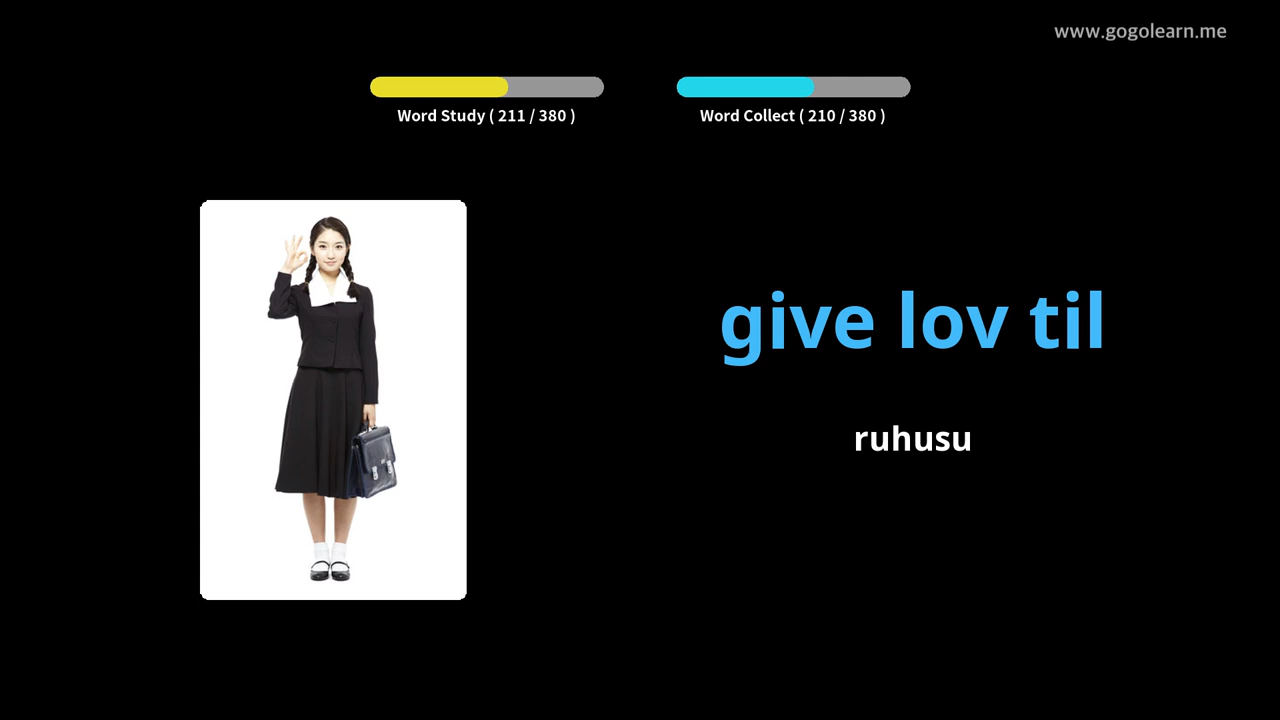 www.gogolearn.me
Word Study ( 211 / 380 )
Word Collect ( 210 / 380 )
give lov til
ruhusu